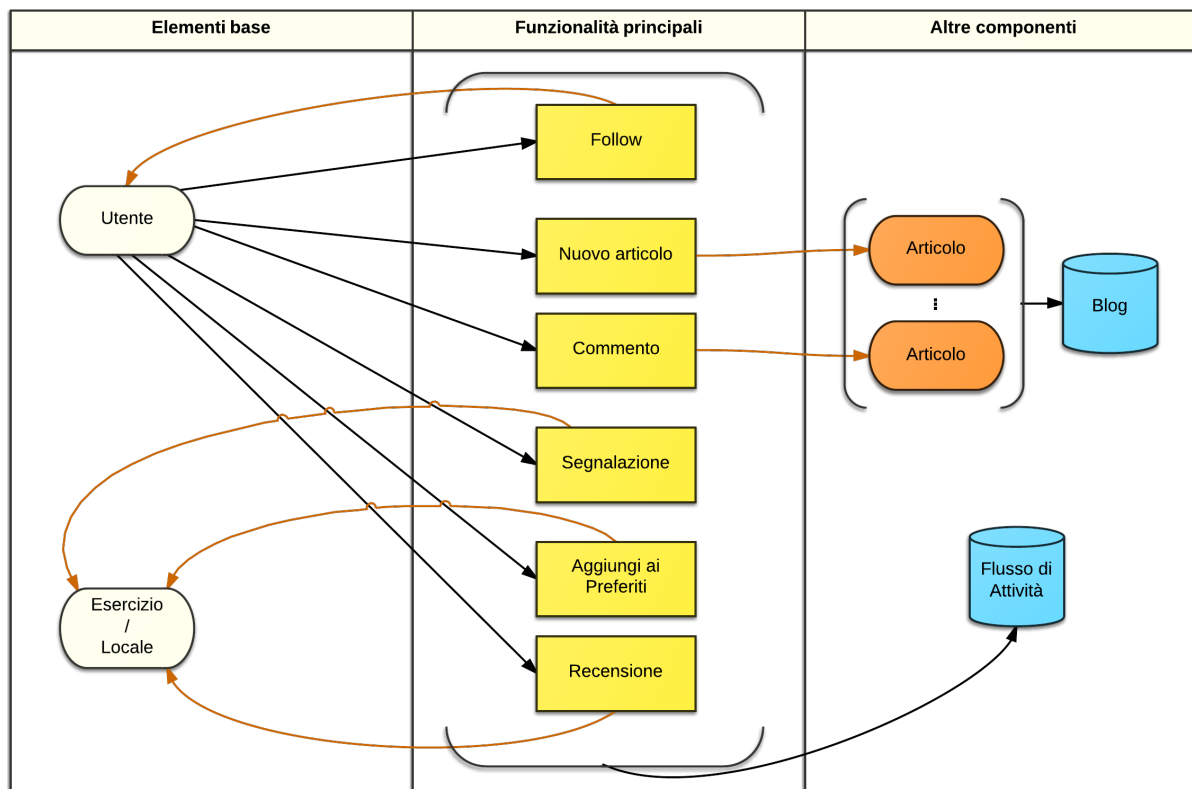 Elementi base
Funzionalità principali
Altre componenti
Follow
Utente
Nuovo articolo
Articolo
Blog
Commento
Articolo
Segnalazione
Aggiungi ai
Preferiti
Flusso di
Attività
Esercizio
/
Locale
Recensione